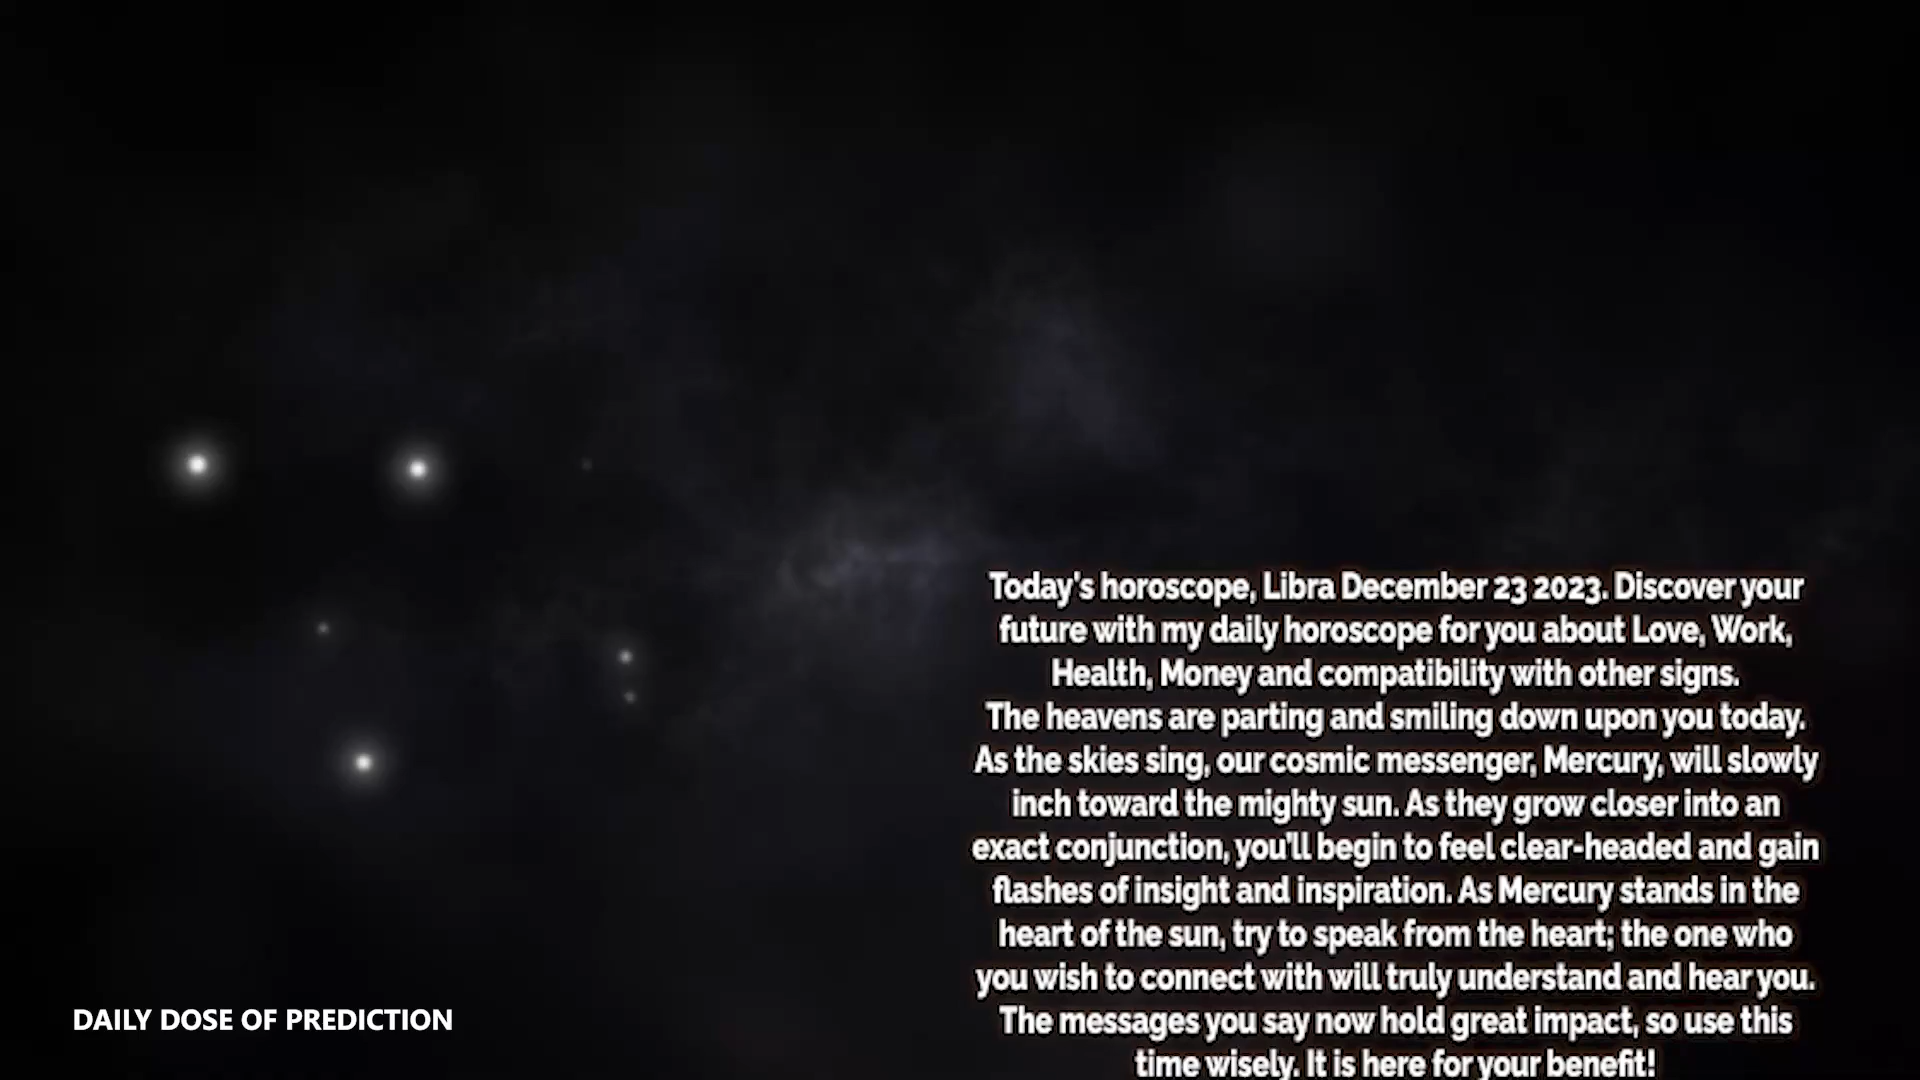 Today's horoscope, Libra December 23 2023. Discover your
future with my daily horoscope for you about Love, Work,
Health, Money and compatibility with other signs.
The heavens are parting and smiling down upon you today.
As the skies sing, our cosmic messenger, Mercury, will slowly
inch toward the mighty sun. As they grow closer into an
exact conjunction, you'll begin to feel clear-headed and gain
flashes of insight and inspiration. As Mercury stands in the
heart of the sun, try to speak from the heart; the one who
you wish to connect with will truly understand and hear you.
The messages you say now hold great impact, so use this
time wisely. It is here for your benefit!
DAILY DOSE OF PREDICTION